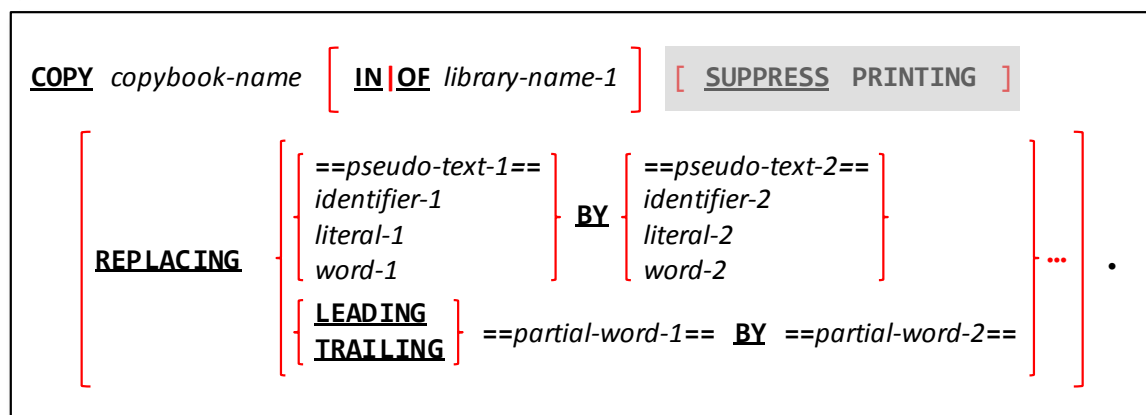 COPY copybook-name [ IN|OF library-name-1 ] [ SUPPRESS PRINTING ]
==pseudo-text-1== ==pseudo-text-2==
identifier-1 identifier-2
BY
literal-1 literal-2
word-1 word-2
REPLACING ... .
LEADING
==partial-word-1== BY ==partial-word-2==
TRAILING